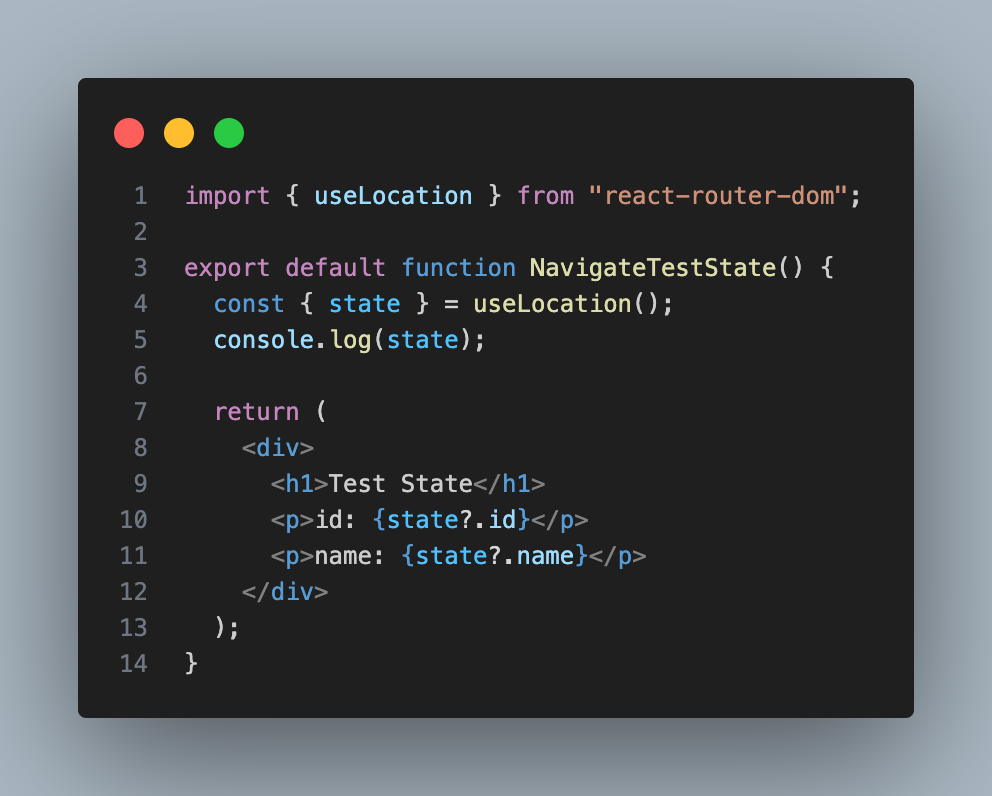 1 import { useLocation } from "react-router-dom";
2
3 export default function NavigateTestState() {
4   const { state } = useLocation();
5   console.log(state);
6
7   return (
8     <div>
9       <h1>Test State</h1>
10       <p>id: {state?.id}</p>
11       <p>name: {state?.name}</p>
12     </div>
13   );
14 }